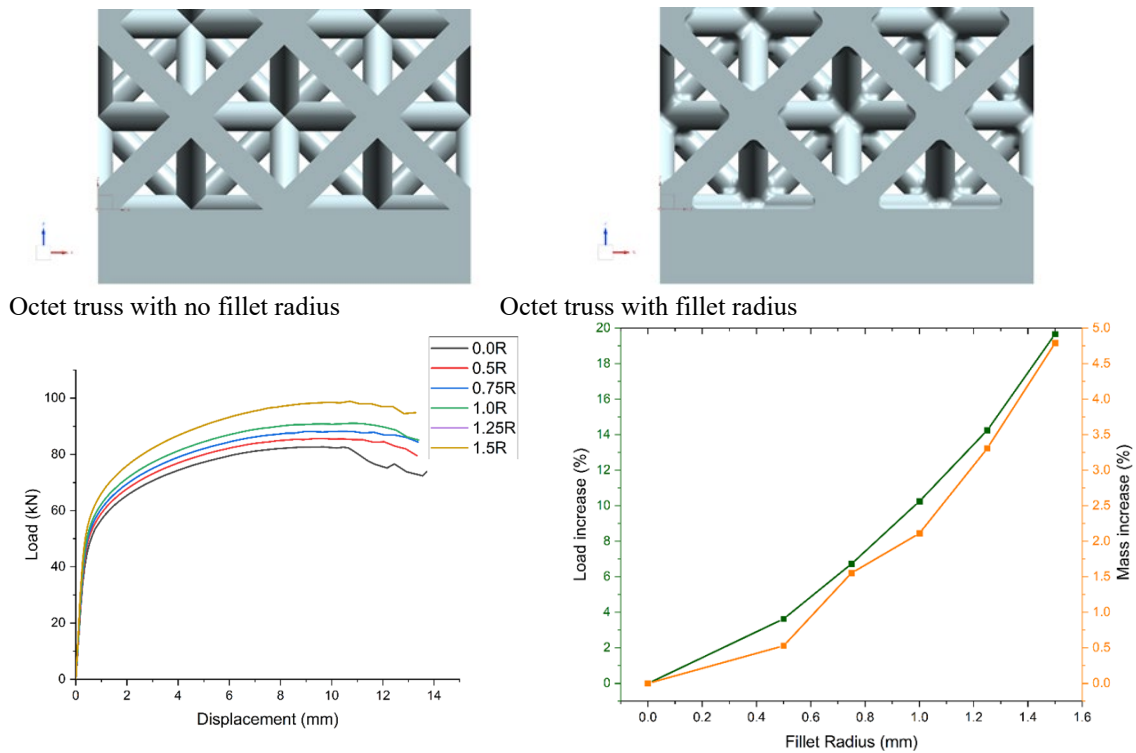 Octet truss with no fillet radius
Octet truss with fillet radius
0.0R
0.5R
0.75R
1.0R
1.25R
1.5R
100
80
60
40
20
0
Load (kN)
0 2 4 6 8 10 12 14
Displacement (mm)
20
18
16
14
12
10
8
6
4
2
0
Load increase (%)
5.0
4.5
4.0
3.5
3.0
2.5
2.0
1.5
1.0
0.5
0.0
Mass increase (%)
0.0 0.2 0.4 0.6 0.8 1.0 1.2 1.4 1.6
Fillet Radius (mm)